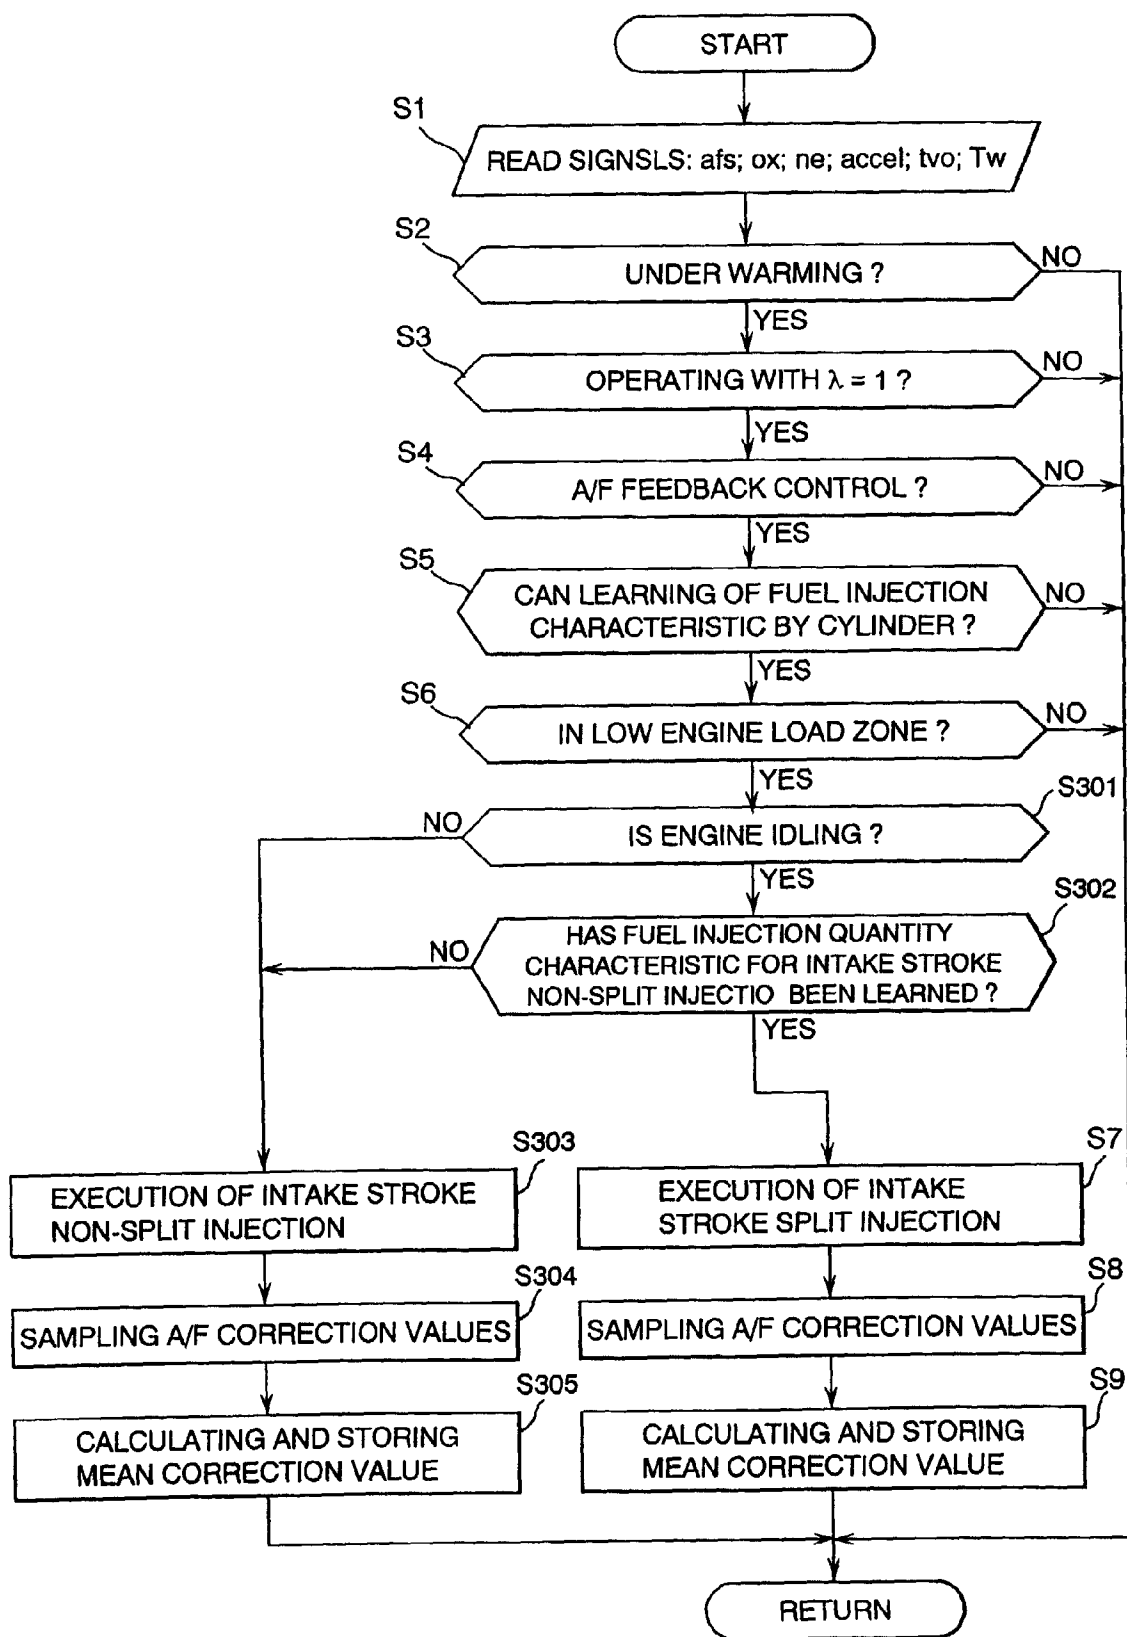 START
S1
READ SIGNSLS: afs; ox; ne; accel; tvo; Tw
S2
UNDER WARMING ?
NO
YES
S3
OPERATING WITH λ = 1 ?
NO
YES
S4
A/F FEEDBACK CONTROL ?
NO
YES
S5
CAN LEARNING OF FUEL INJECTION
CHARACTERISTIC BY CYLINDER ?
NO
YES
S6
IN LOW ENGINE LOAD ZONE ?
NO
YES
S301
NO
IS ENGINE IDLING ?
YES
S302
NO
HAS FUEL INJECTION QUANTITY
CHARACTERISTIC FOR INTAKE STROKE
NON-SPLIT INJECTIO BEEN LEARNED ?
YES
S303
EXECUTION OF INTAKE STROKE
NON-SPLIT INJECTION
S7
EXECUTION OF INTAKE
STROKE SPLIT INJECTION
S304
SAMPLING A/F CORRECTION VALUES
S8
SAMPLING A/F CORRECTION VALUES
S305
CALCULATING AND STORING
MEAN CORRECTION VALUE
S9
CALCULATING AND STORING
MEAN CORRECTION VALUE
RETURN